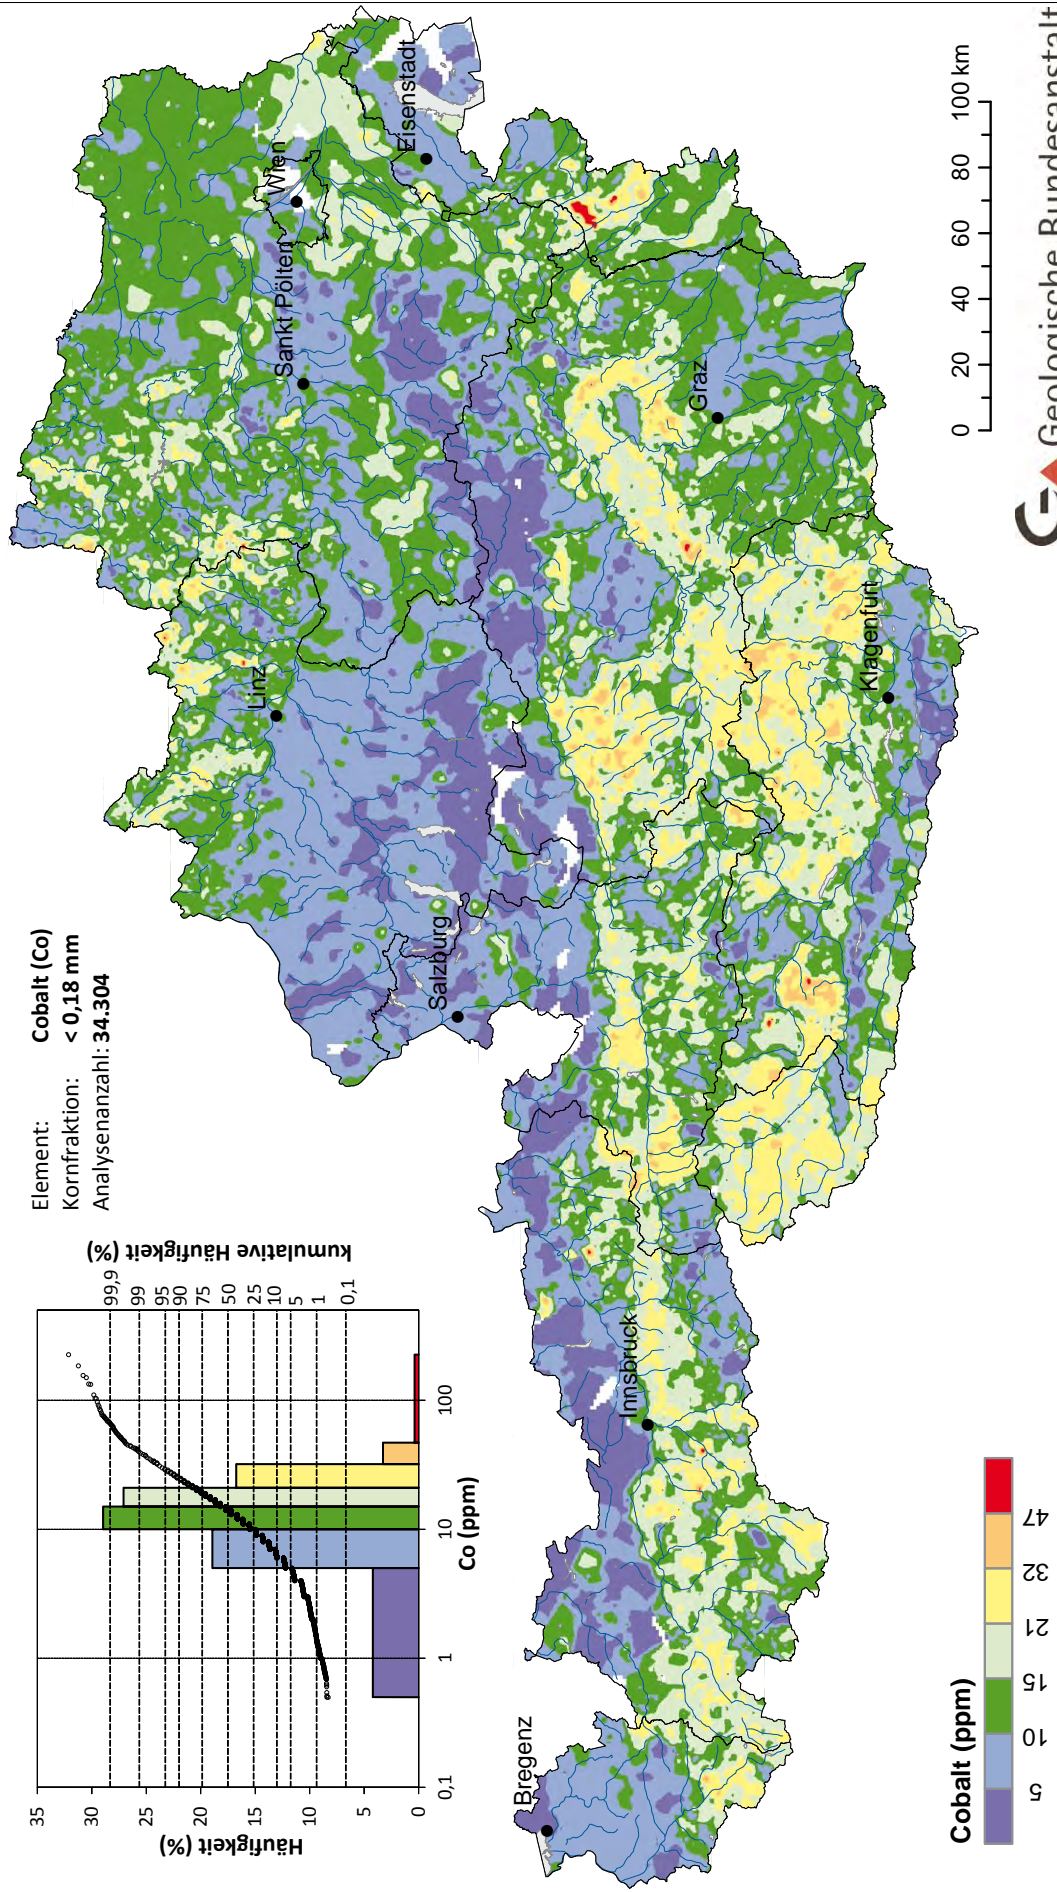 Element: Cobalt (Co)
Kornfraktion: < 0,18 mm
Analysenanzahl: 34.304
Häufigkeit (%)
35
30
25
20
15
10
5
0
kumulative Häufigkeit (%)
99,9
99
95
90
75
50
25
10
5
1
0,1
0,1
1
10
100
Co (ppm)
Bregenz
Innsbruck
Salzburg
Linz
Sankt Pölten
Wien
Eisenstadt
Graz
Klagenfurt
Cobalt (ppm)
5
10
15
21
32
47
0
20
40
60
80
100 km
Geologische Bundesanstalt